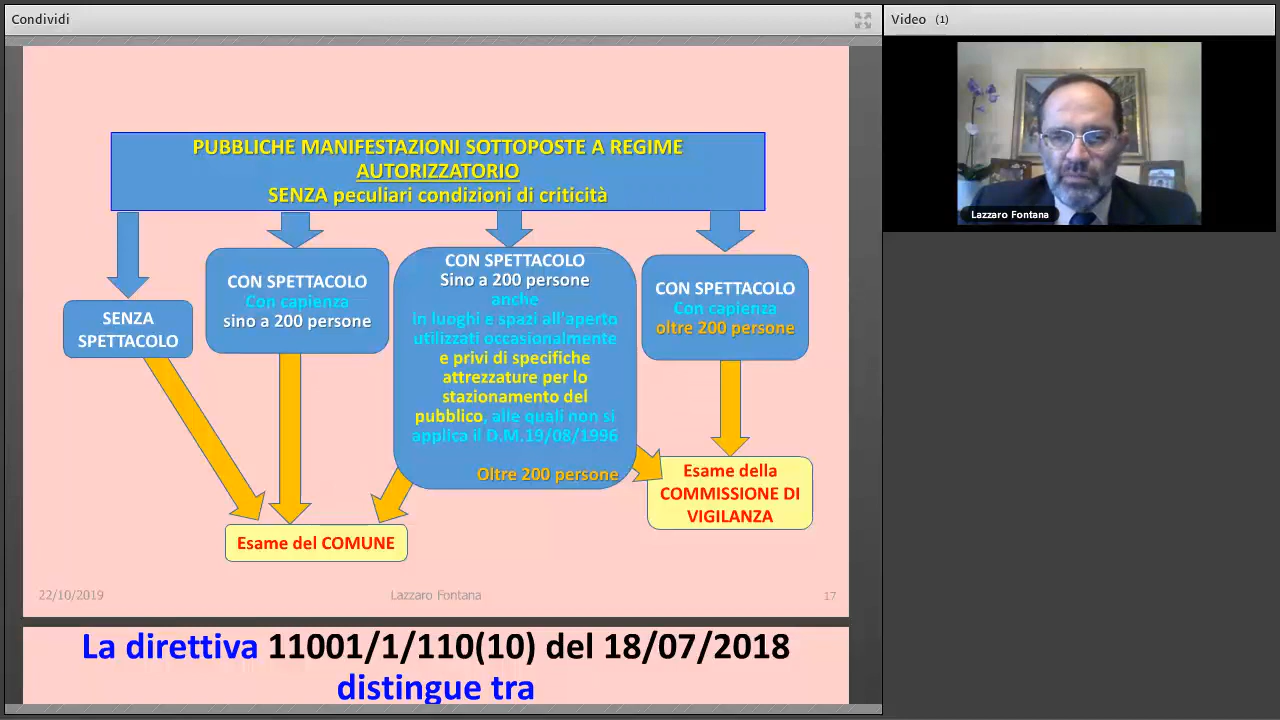 Condividi
Video (1)
Lazzaro Fontana
PUBBLICHE MANIFESTAZIONI SOTTOPOSTE A REGIME
AUTORIZZATORIO
SENZA peculiari condizioni di criticità
SENZA
SPETTACOLO
CON SPETTACOLO
Con capienza
sino a 200 persone
CON SPETTACOLO
Sino a 200 persone
anche
in luoghi e spazi all'aperto
utilizzati occasionalmente
e privi di specifiche
attrezzature per lo
stazionamento del
pubblico, alle quali non si
applica il D.M.19/08/1996
Oltre 200 persone
CON SPETTACOLO
Con capienza
oltre 200 persone
Esame della
COMMISSIONE DI
VIGILANZA
Esame del COMUNE
22/10/2019
Lazzaro Fontana
17
La direttiva 11001/1/110(10) del 18/07/2018
distingue tra